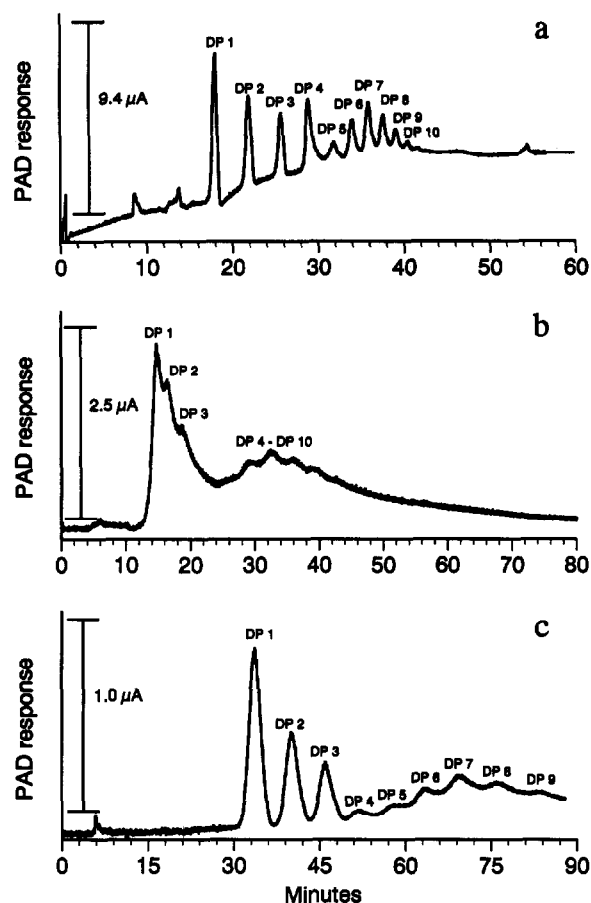 a
DP 1
DP 2
DP 3
DP 4
DP 5
DP 6
DP 7
DP 8
DP 9
DP 10
9.4 µA
PAD response
0 10 20 30 40 50 60
b
DP 1
DP 2
DP 3
DP 4 - DP 10
2.5 µA
PAD response
0 10 20 30 40 50 60 70 80
c
DP 1
DP 2
DP 3
DP 4
DP 5
DP 6
DP 7
DP 8
DP 9
1.0 µA
PAD response
0 15 30 45 60 75 90
Minutes